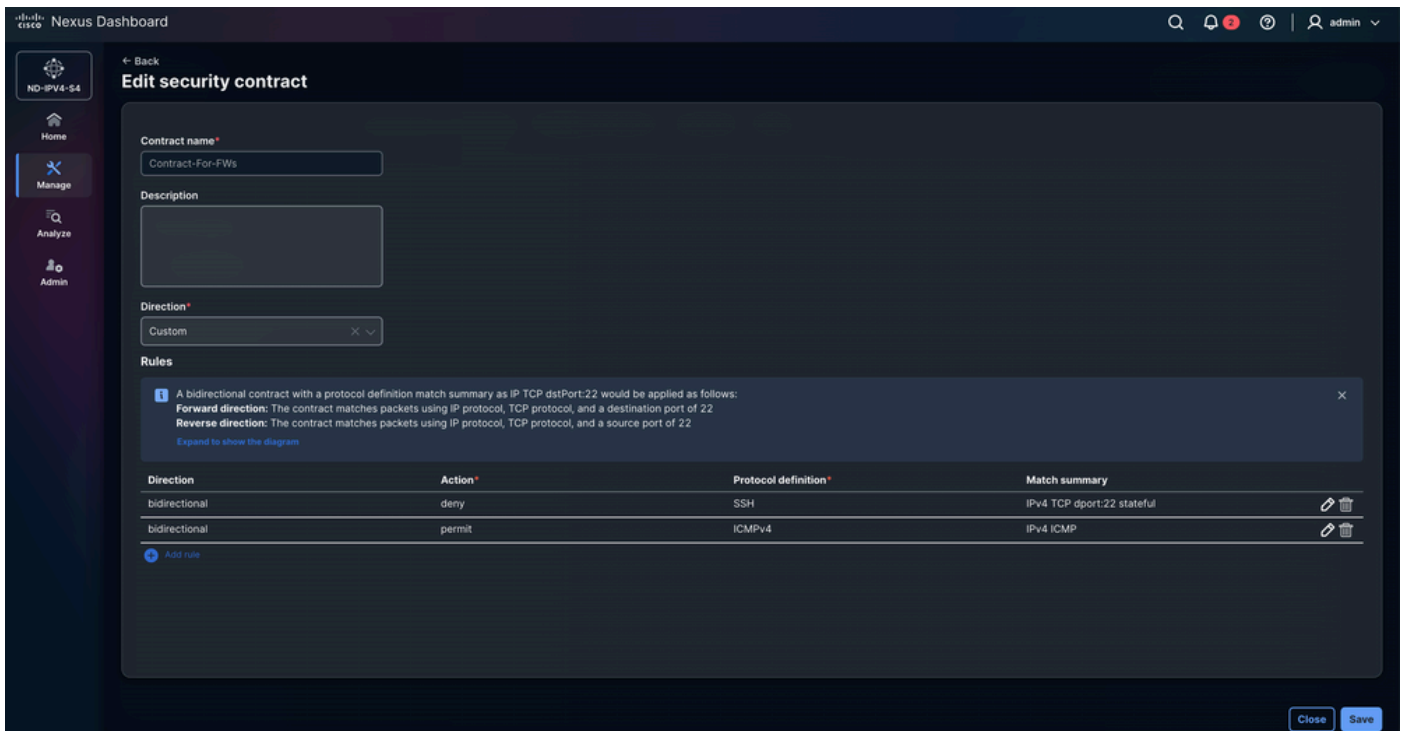 cisco Nexus Dashboard
2
admin
ND-IPV4-S4
Home
Manage
Analyze
Admin
← Back
Edit security contract
Contract name*
Contract-For-FWs
Description
Direction*
Custom
Rules
A bidirectional contract with a protocol definition match summary as IP TCP dstPort:22 would be applied as follows:
Forward direction: The contract matches packets using IP protocol, TCP protocol, and a destination port of 22
Reverse direction: The contract matches packets using IP protocol, TCP protocol, and a source port of 22
Expand to show the diagram
Direction Action* Protocol definition* Match summary
bidirectional deny SSH IPv4 TCP dport:22 stateful
bidirectional permit ICMPv4 IPv4 ICMP
Add rule
Close Save